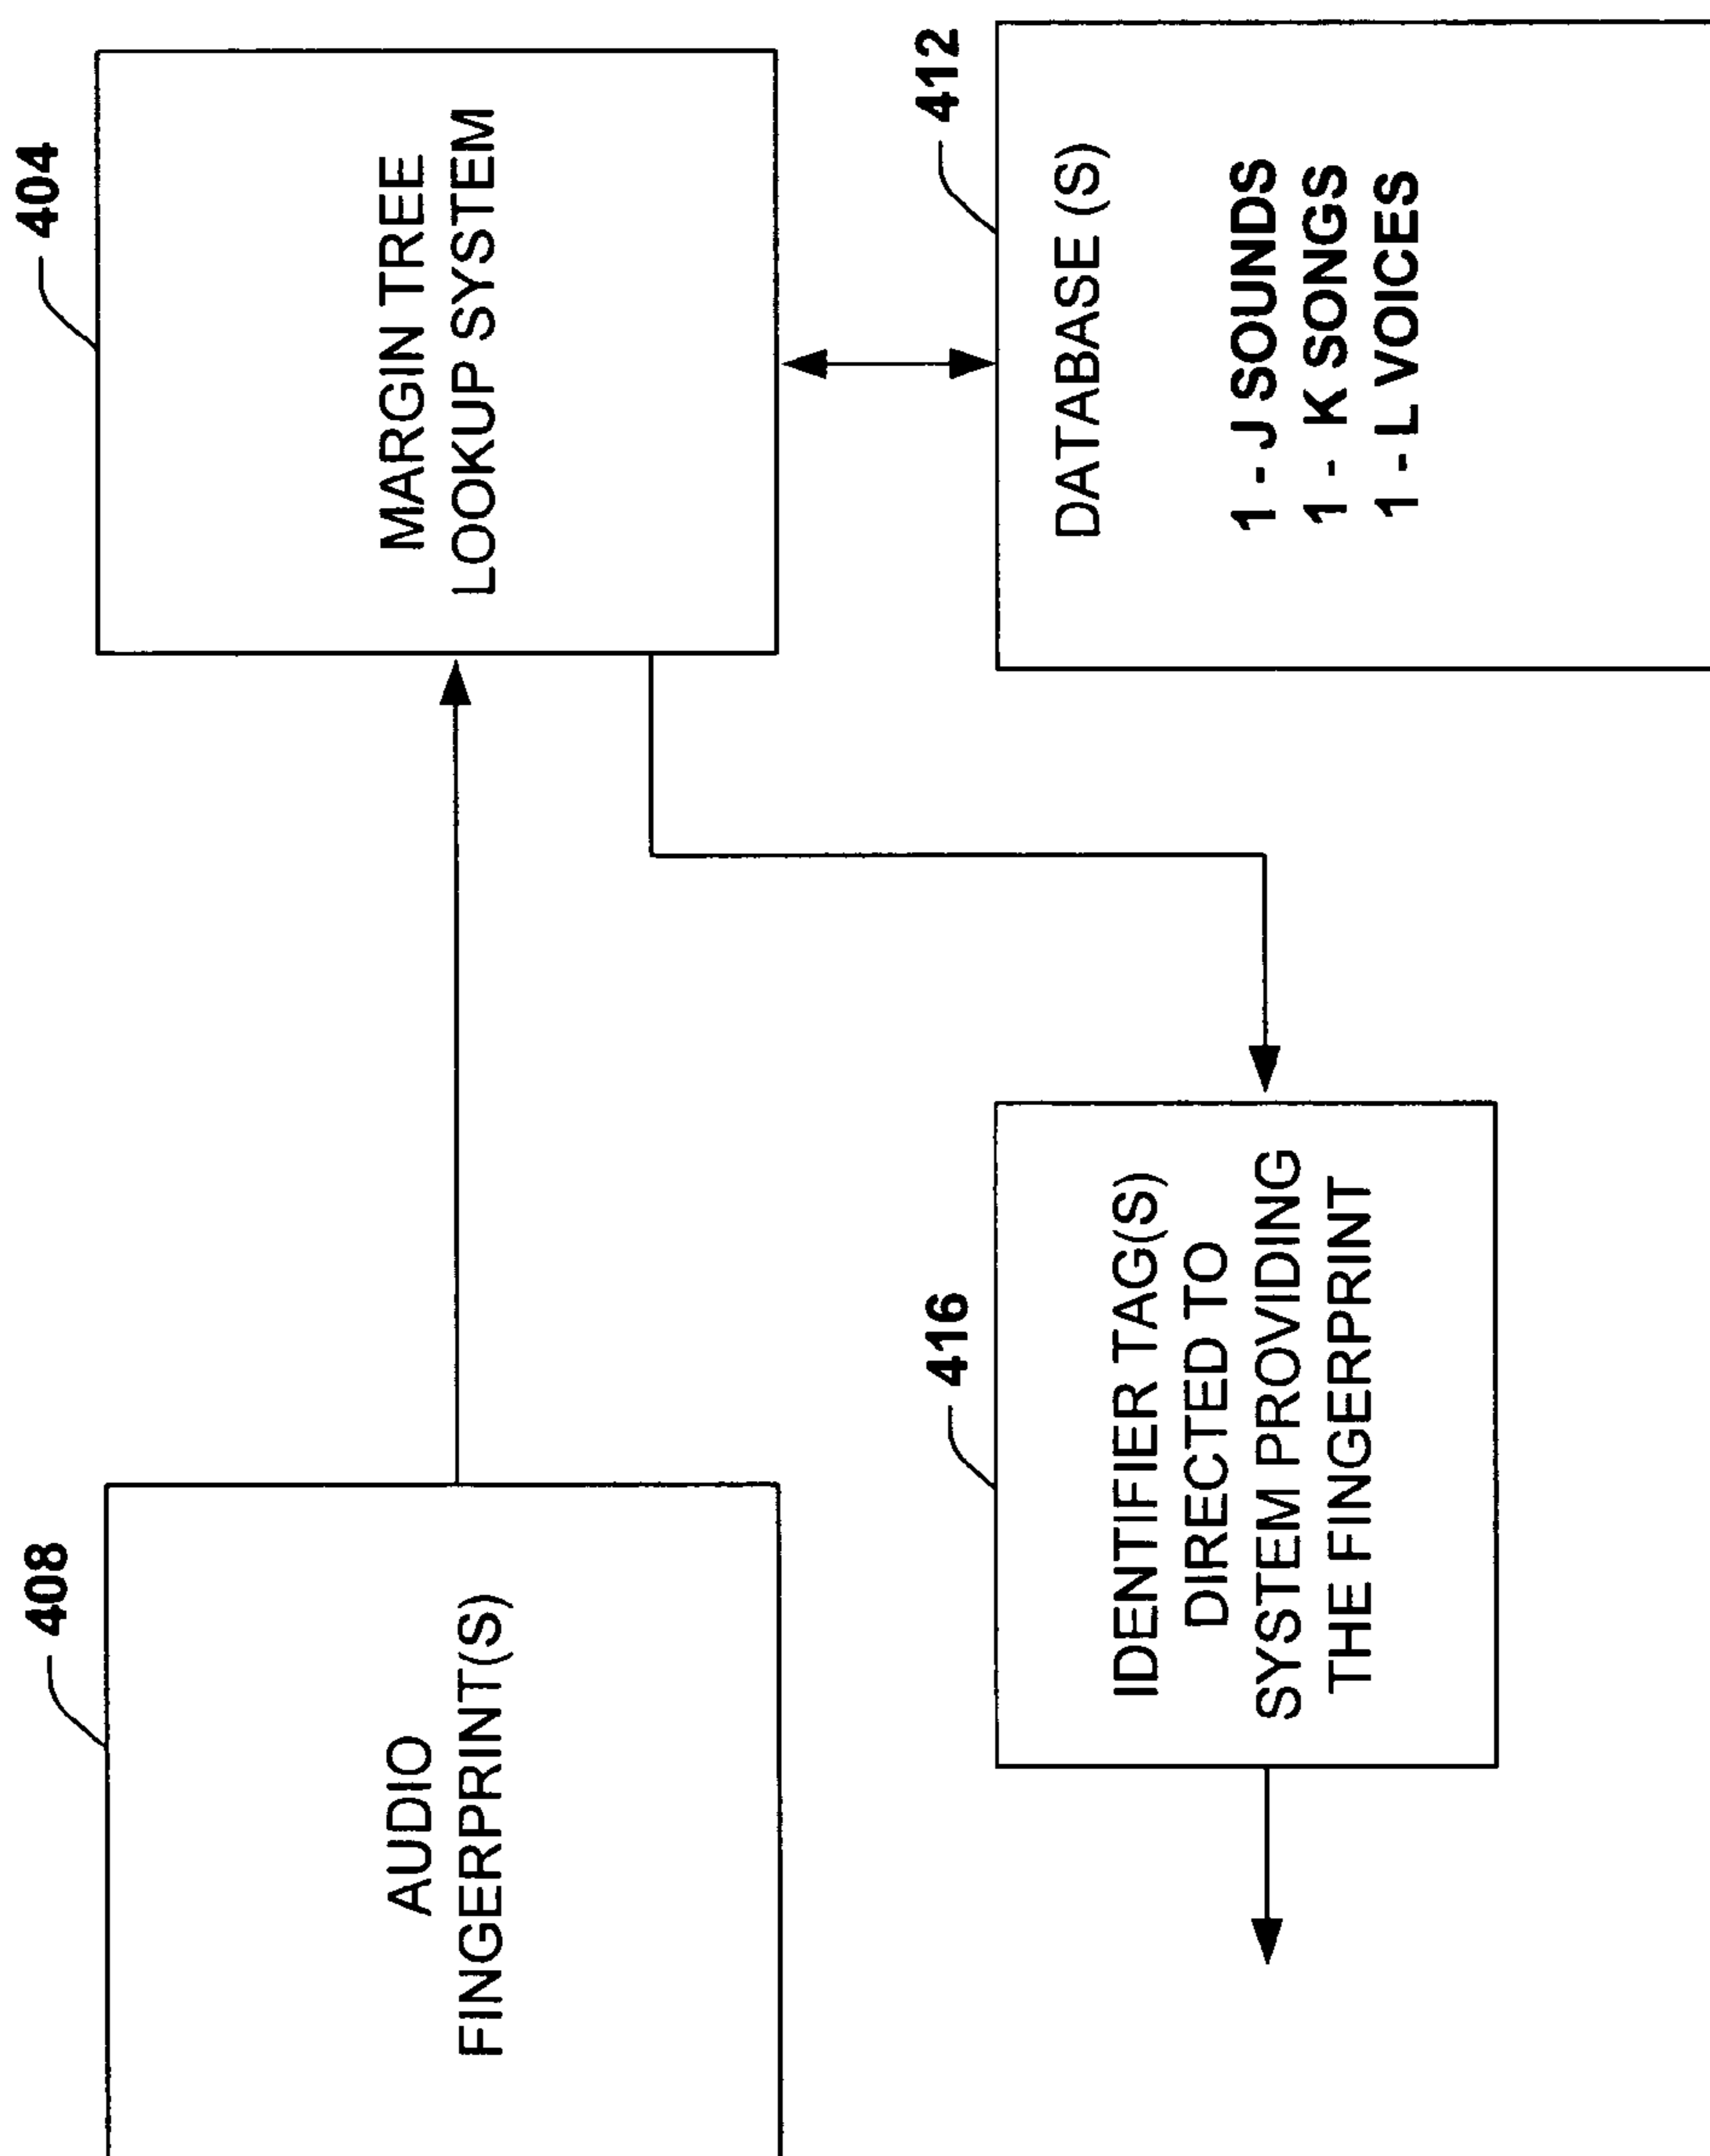 408
AUDIO
FINGERPRINT(S)
404
MARGIN TREE
LOOKUP SYSTEM
416
IDENTIFIER TAG(S)
DIRECTED TO
SYSTEM PROVIDING
THE FINGERPRINT
412
DATABASE (S)
1 - J SOUNDS
1 - K SONGS
1 - L VOICES